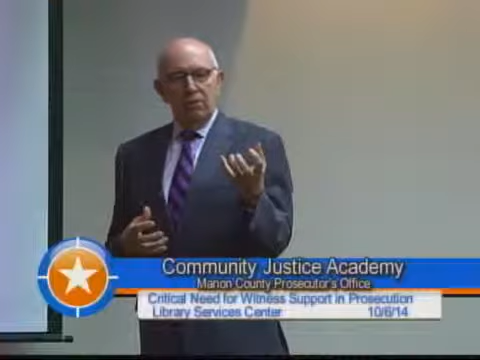 Community Justice Academy
Marion County Prosecutor's Office
Critical Need for Witness Support in Prosecution
Library Services Center 10/6/14